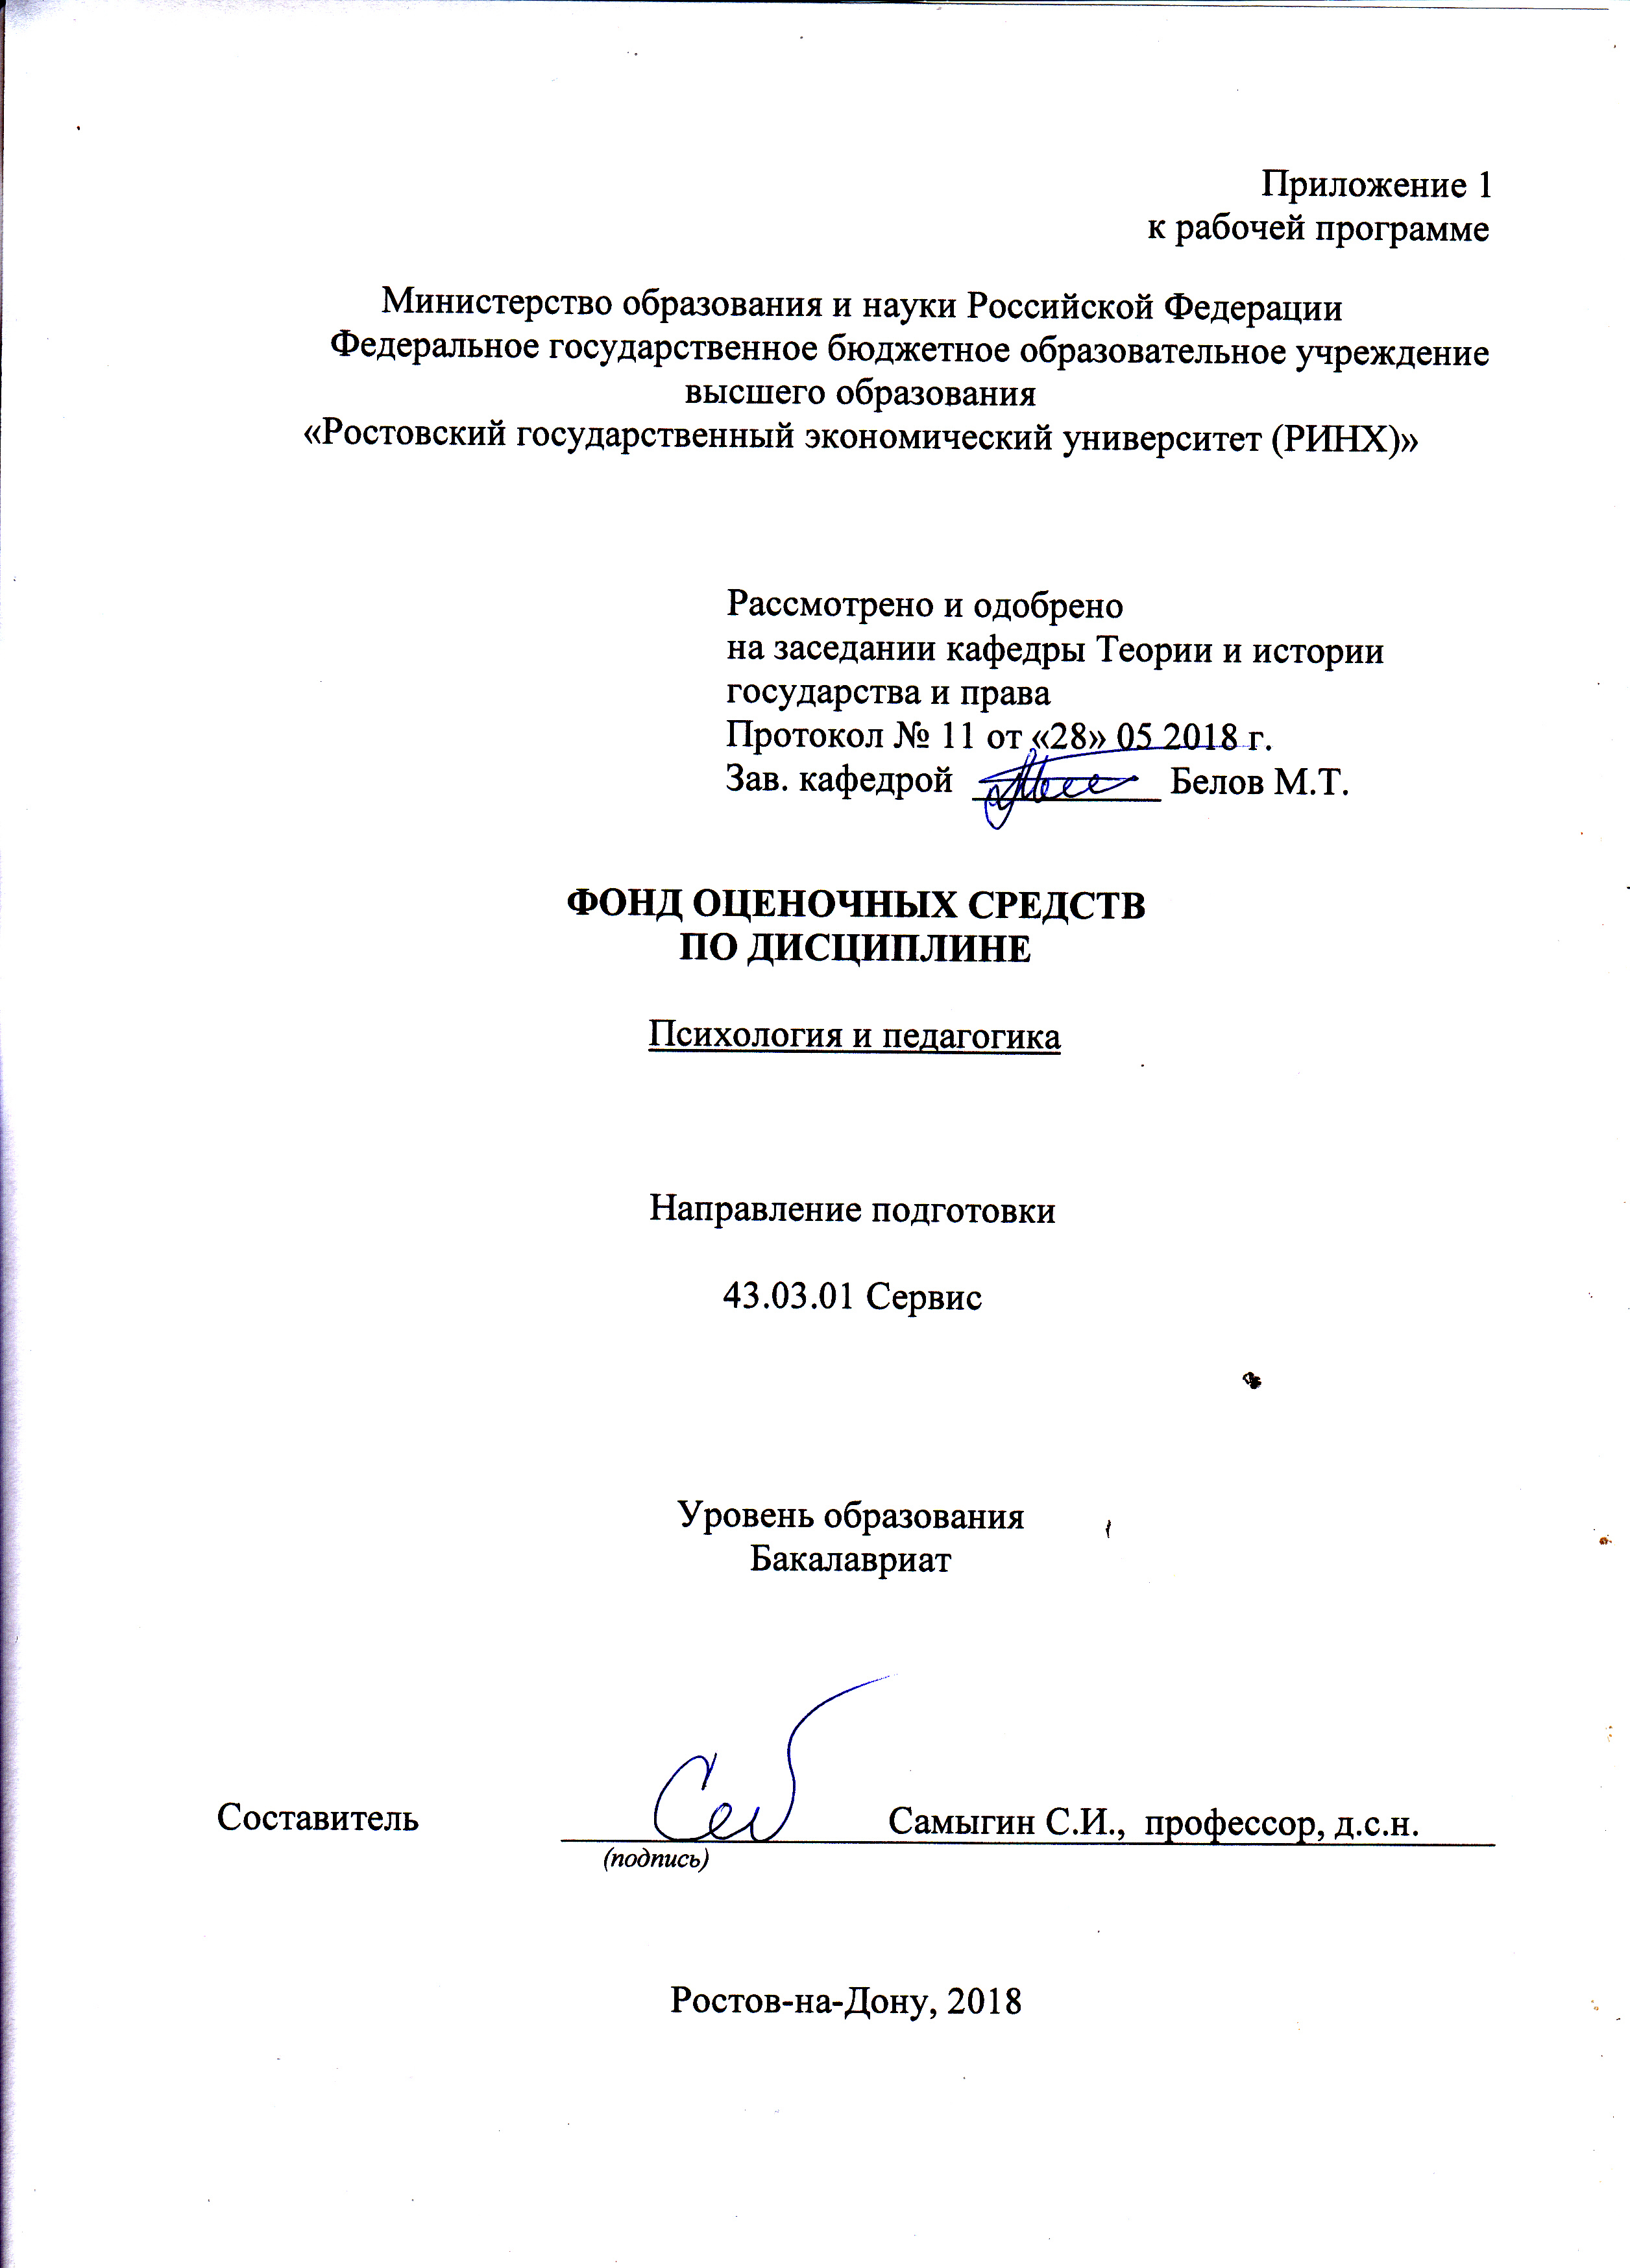 Приложение 1
к рабочей программе
Министерство образования и науки Российской Федерации
Федеральное государственное бюджетное образовательное учреждение
высшего образования
«Ростовский государственный экономический университет (РИНХ)»
Рассмотрено и одобрено
на заседании кафедры Теории и истории
государства и права
Протокол № 11 от «28» 05 2018 г.
Зав. кафедрой Белов М.Т.
ФОНД ОЦЕНОЧНЫХ СРЕДСТВ
ПО ДИСЦИПЛИНЕ
Психология и педагогика
Направление подготовки
43.03.01 Сервис
Уровень образования
Бакалавриат
Составитель Самыгин С.И., профессор, д.с.н.
(подпись)
Ростов-на-Дону, 2018